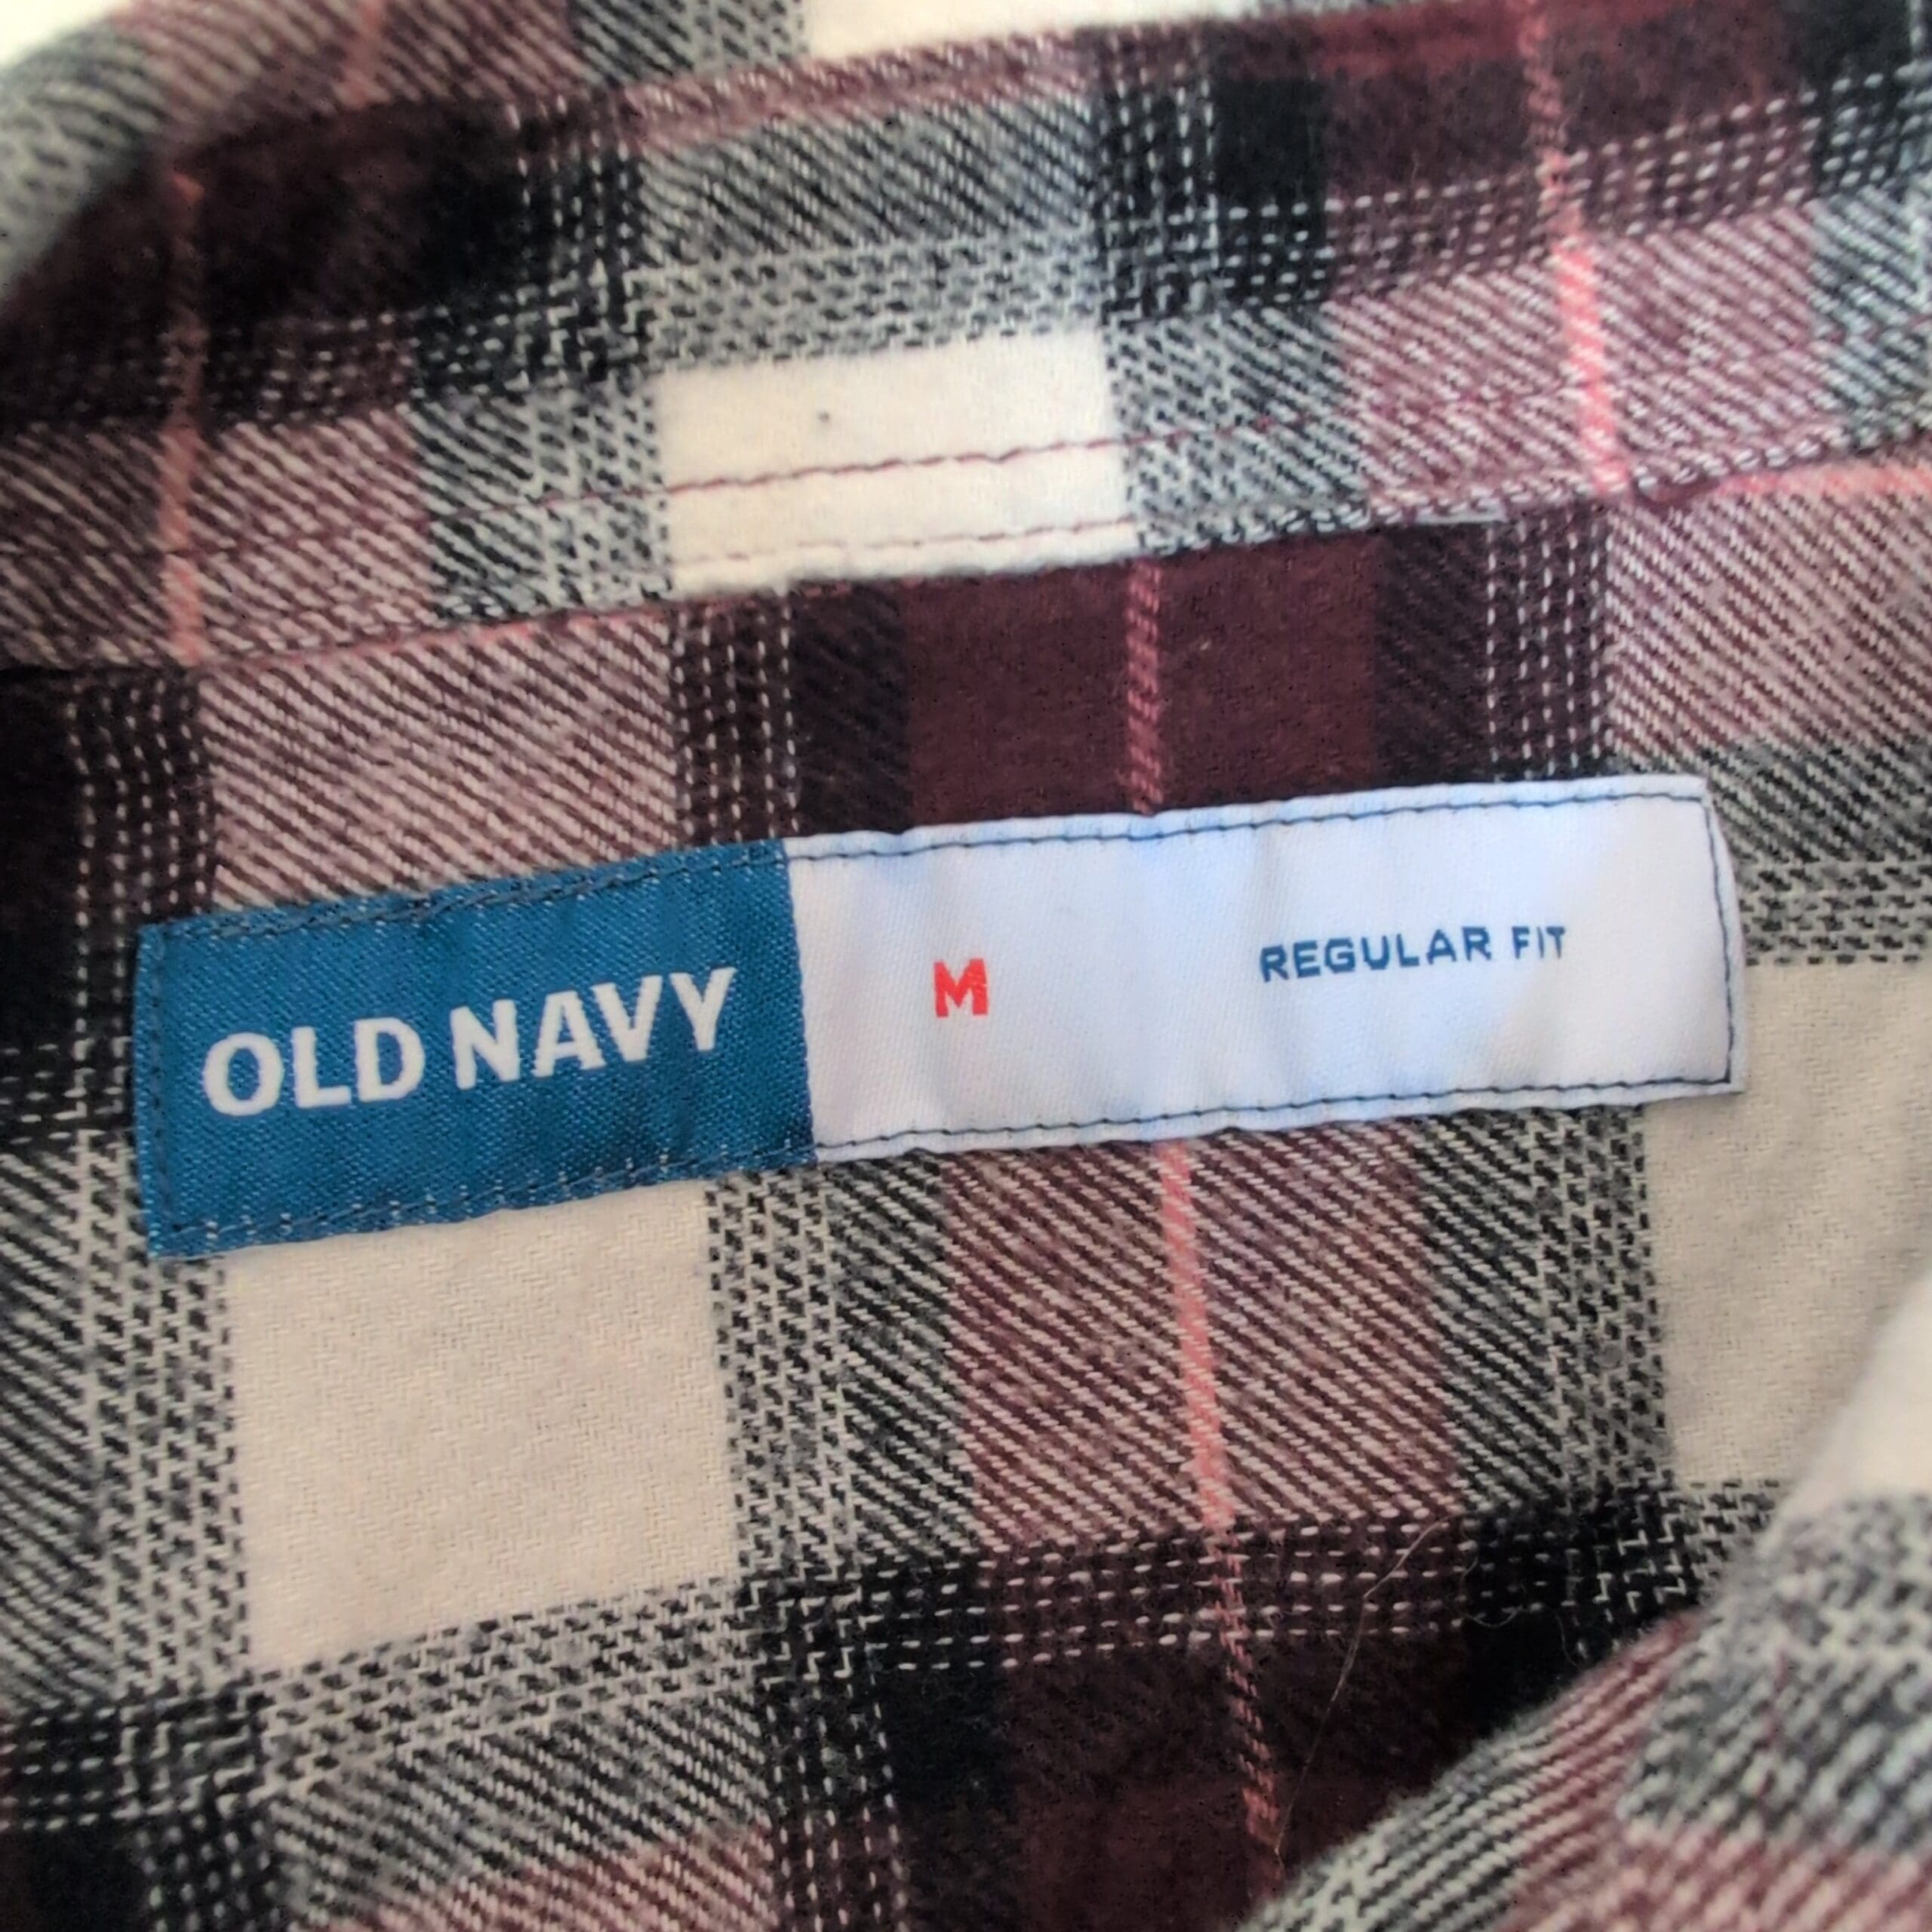 OLD NAVY
M
REGULAR FIT